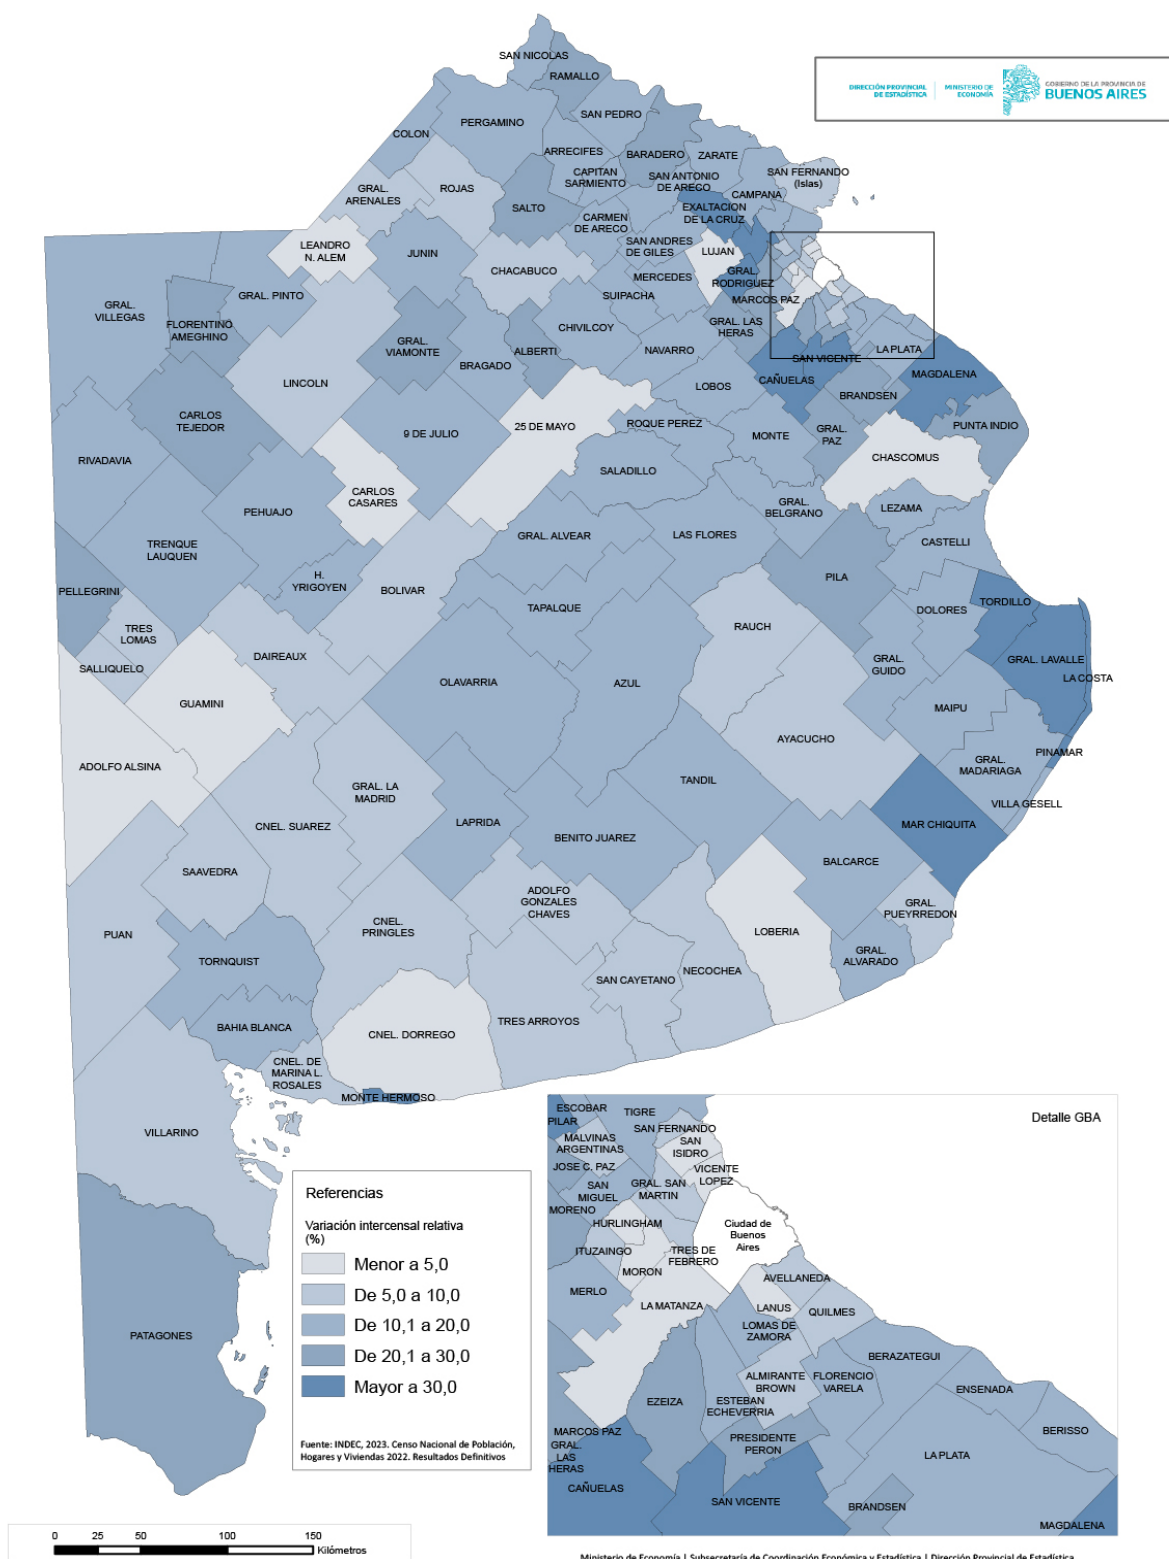 DIRECCIÓN PROVINCIAL
DE ESTADÍSTICA
MINISTERIO DE
ECONOMÍA
GOBIERNO DE LA PROVINCIA DE
BUENOS AIRES
SAN NICOLAS
RAMALLO
SAN PEDRO
PERGAMINO
COLON
ARRECIFES
BARADERO
ZARATE
CAPITAN
SARMIENTO
SAN ANTONIO
DE ARECO
SAN FERNANDO
(Islas)
CAMPANA
GRAL.
ARENALES
ROJAS
SALTO
EXALTACION
DE LA CRUZ
CARMEN
DE ARECO
LEANDRO
N. ALEM
JUNIN
SAN ANDRES
DE GILES
LUJAN
CHACABUCO
MERCEDES
GRAL.
RODRIGUEZ
SUIPACHA
MARCOS PAZ
GRAL.
VILLEGAS
GRAL. PINTO
FLORENTINO
AMEGHINO
GRAL.
VIAMONTE
CHIVILCOY
GRAL. LAS
HERAS
ALBERTI
BRAGADO
NAVARRO
SAN VICENTE
LA PLATA
LINCOLN
LOBOS
CAÑUELAS
MAGDALENA
BRANDSEN
CARLOS
TEJEDOR
9 DE JULIO
25 DE MAYO
ROQUE PEREZ
MONTE
GRAL.
PAZ
PUNTA INDIO
RIVADAVIA
SALADILLO
CHASCOMUS
CARLOS
CASARES
PEHUAJO
GRAL.
BELGRANO
LEZAMA
TRENQUE
LAUQUEN
GRAL. ALVEAR
LAS FLORES
CASTELLI
H.
YRIGOYEN
PELLEGRINI
BOLIVAR
PILA
TAPALQUE
DOLORES
TORDILLO
TRES
LOMAS
RAUCH
SALLIQUELO
DAIREAUX
GRAL.
GUIDO
GRAL. LAVALLE
LA COSTA
OLAVARRIA
AZUL
GUAMINI
MAIPU
AYACUCHO
PINAMAR
ADOLFO ALSINA
GRAL.
MADARIAGA
GRAL. LA
MADRID
TANDIL
VILLA GESELL
CNEL. SUAREZ
LAPRIDA
BENITO JUAREZ
MAR CHIQUITA
SAAVEDRA
BALCARCE
ADOLFO
GONZALES
CHAVES
GRAL.
PUEYRREDON
PUAN
CNEL.
PRINGLES
LOBERIA
TORNQUIST
GRAL.
ALVARADO
SAN CAYETANO
NECOCHEA
BAHIA BLANCA
CNEL. DORREGO
TRES ARROYOS
CNEL. DE
MARINA L.
ROSALES
MONTE HERMOSO
VILLARINO
PATAGONES
Referencias
Variación intercensal relativa
(%)
Menor a 5,0
De 5,0 a 10,0
De 10,1 a 20,0
De 20,1 a 30,0
Mayor a 30,0
Fuente: INDEC, 2023. Censo Nacional de Población,
Hogares y Viviendas 2022. Resultados Definitivos
0 25 50 100 150
Kilómetros
Detalle GBA
ESCOBAR
TIGRE
PILAR
SAN FERNANDO
MALVINAS
ARGENTINAS
SAN
ISIDRO
JOSE C. PAZ
VICENTE
LOPEZ
SAN
MIGUEL
GRAL. SAN
MARTIN
MORENO
HURLINGHAM
Ciudad de
Buenos
Aires
ITUZAINGO
TRES DE
FEBRERO
MORON
MERLO
AVELLANEDA
LA MATANZA
LANUS
QUILMES
LOMAS DE
ZAMORA
BERAZATEGUI
ALMIRANTE
BROWN
FLORENCIO
VARELA
ENSENADA
EZEIZA
ESTEBAN
ECHEVERRIA
BERISSO
MARCOS PAZ
PRESIDENTE
PERON
GRAL.
LAS
HERAS
LA PLATA
CAÑUELAS
SAN VICENTE
BRANDSEN
MAGDALENA
Ministerio de Economía | Subsecretaría de Coordinación Económica y Estadística | Dirección Provincial de Estadística